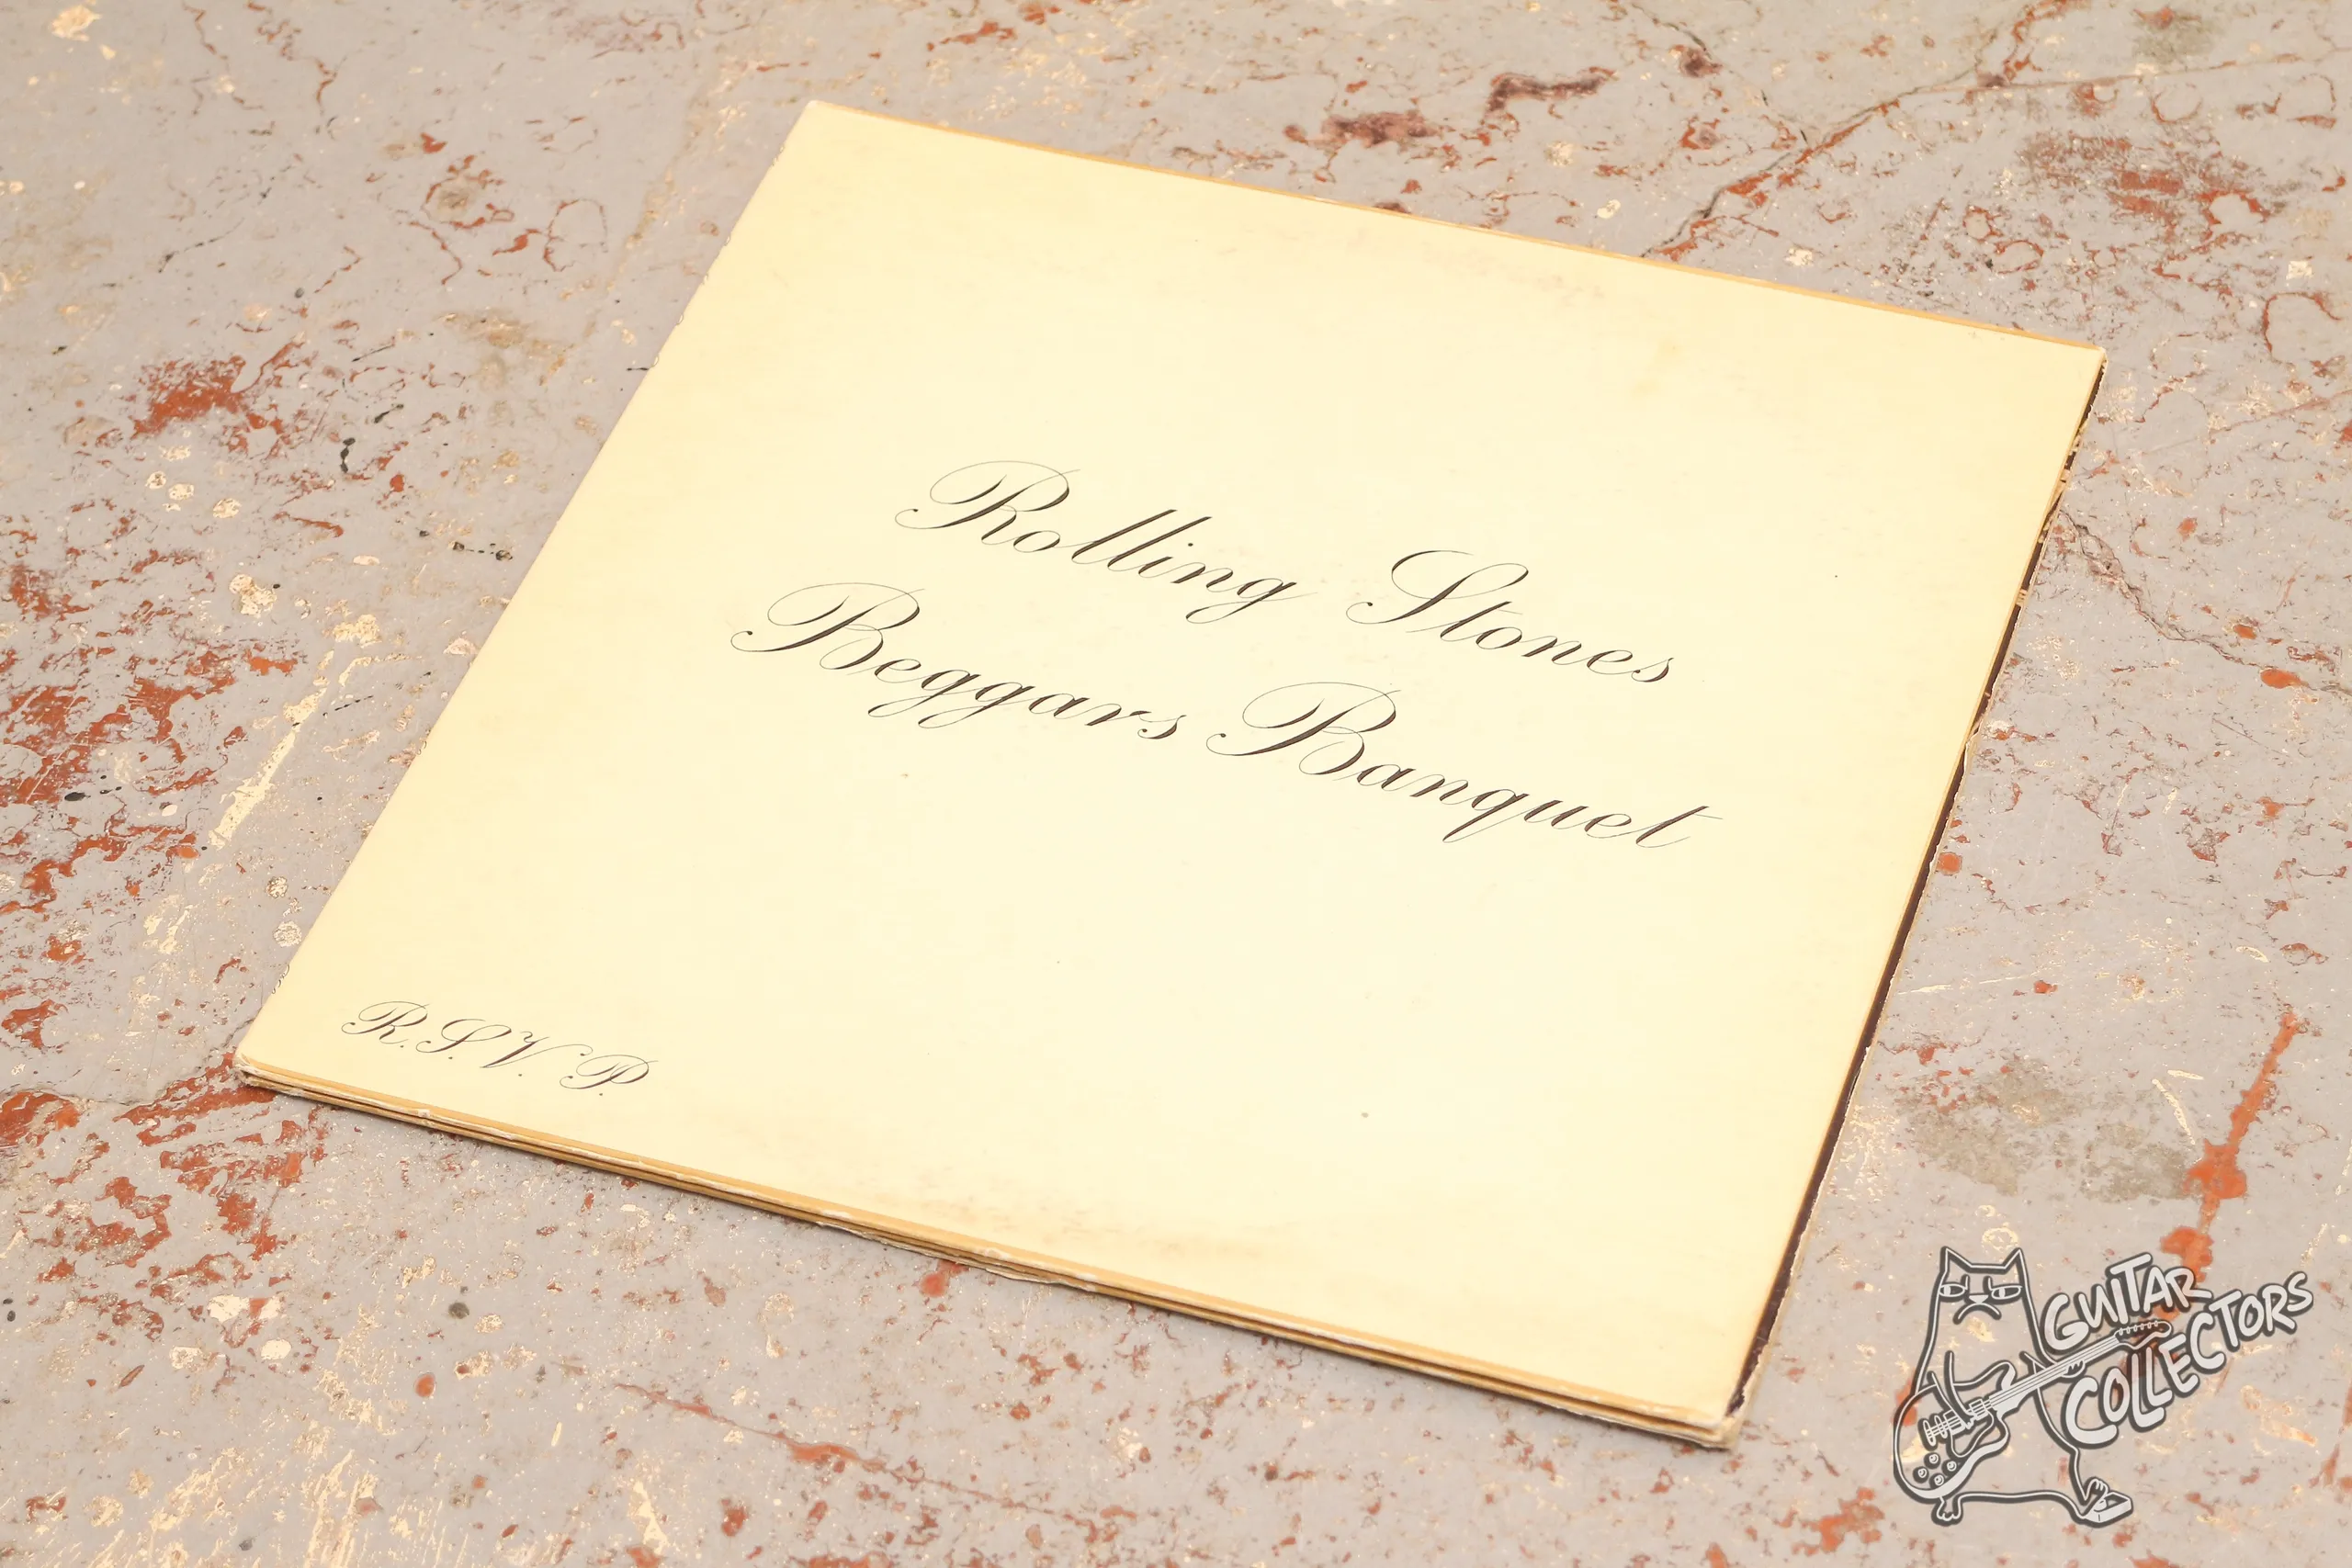 Rolling Stones
Beggars Banquet
R.S.V.P.
GUITAR
COLLECTORS